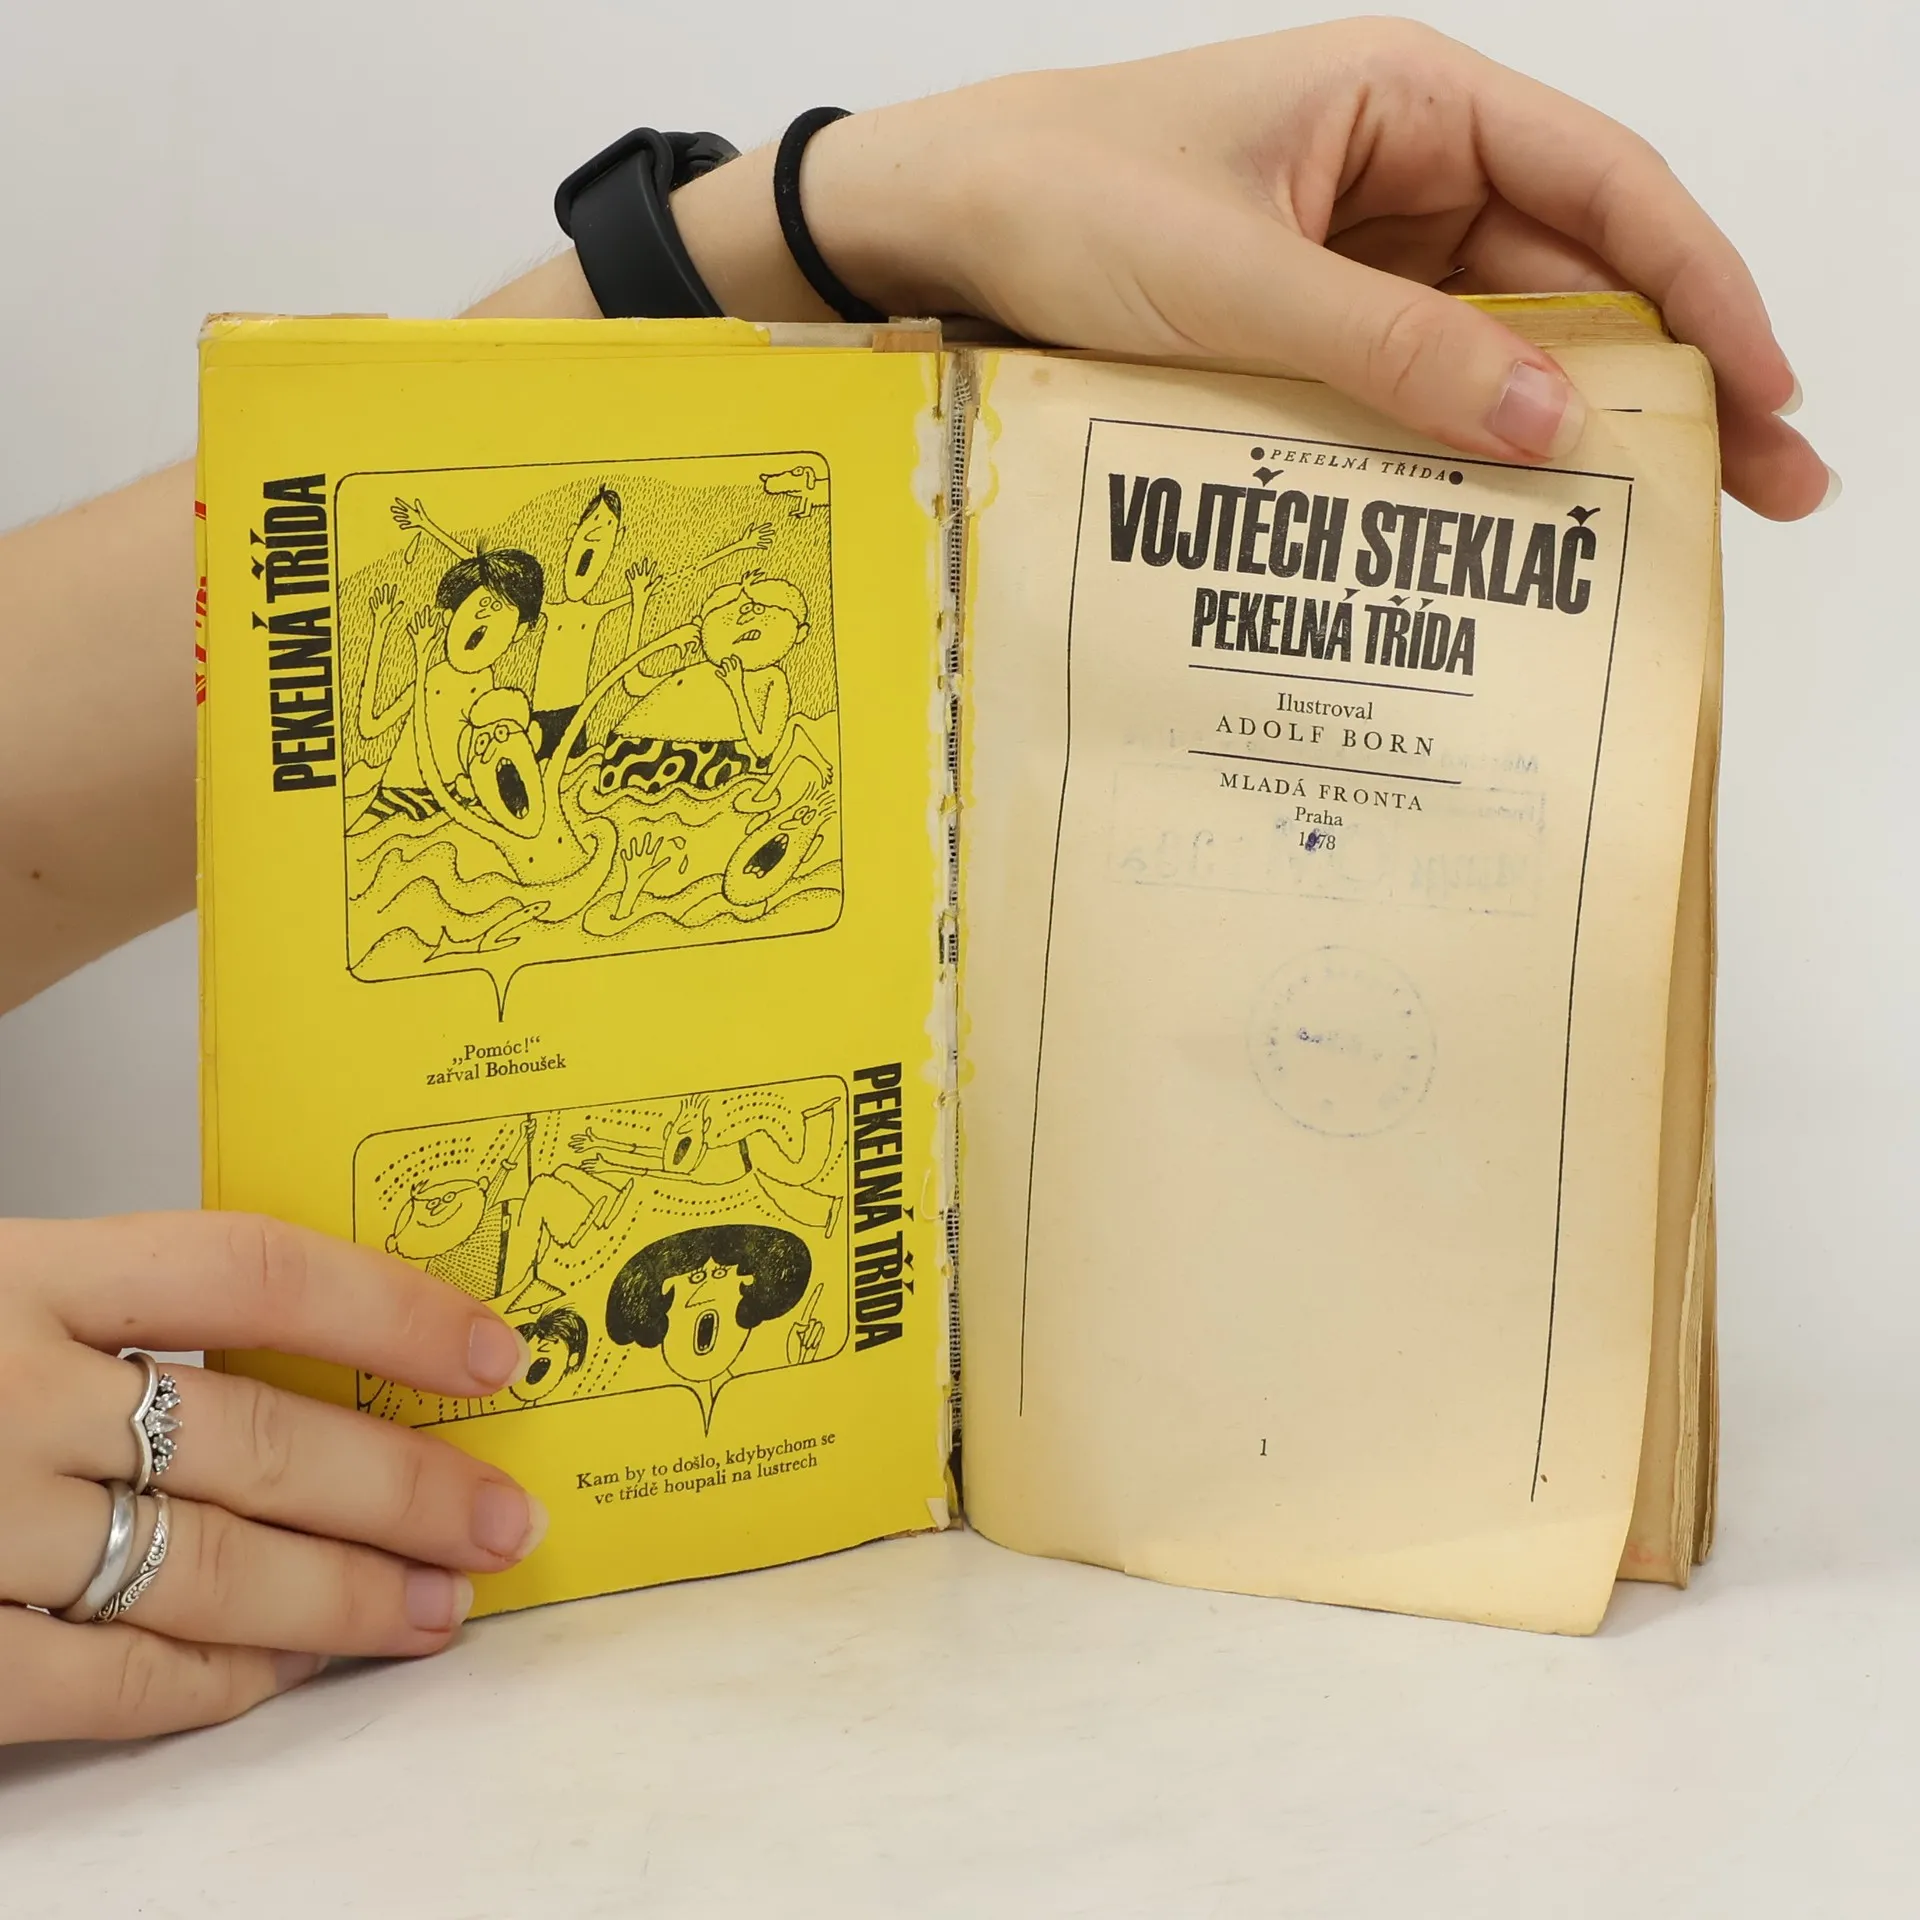 PEKELNÁ TŘÍDA
„Pomóc!“
zařval Bohoušek
PEKELNÁ TŘÍDA
Kam by to došlo, kdybychom se
ve třídě houpali na lustrech
●PEKELNÁ TŘÍDA●
VOJTĚCH STEKLAČ
PEKELNÁ TŘÍDA
Ilustroval
ADOLF BORN
MLADÁ FRONTA
Praha
1978
1